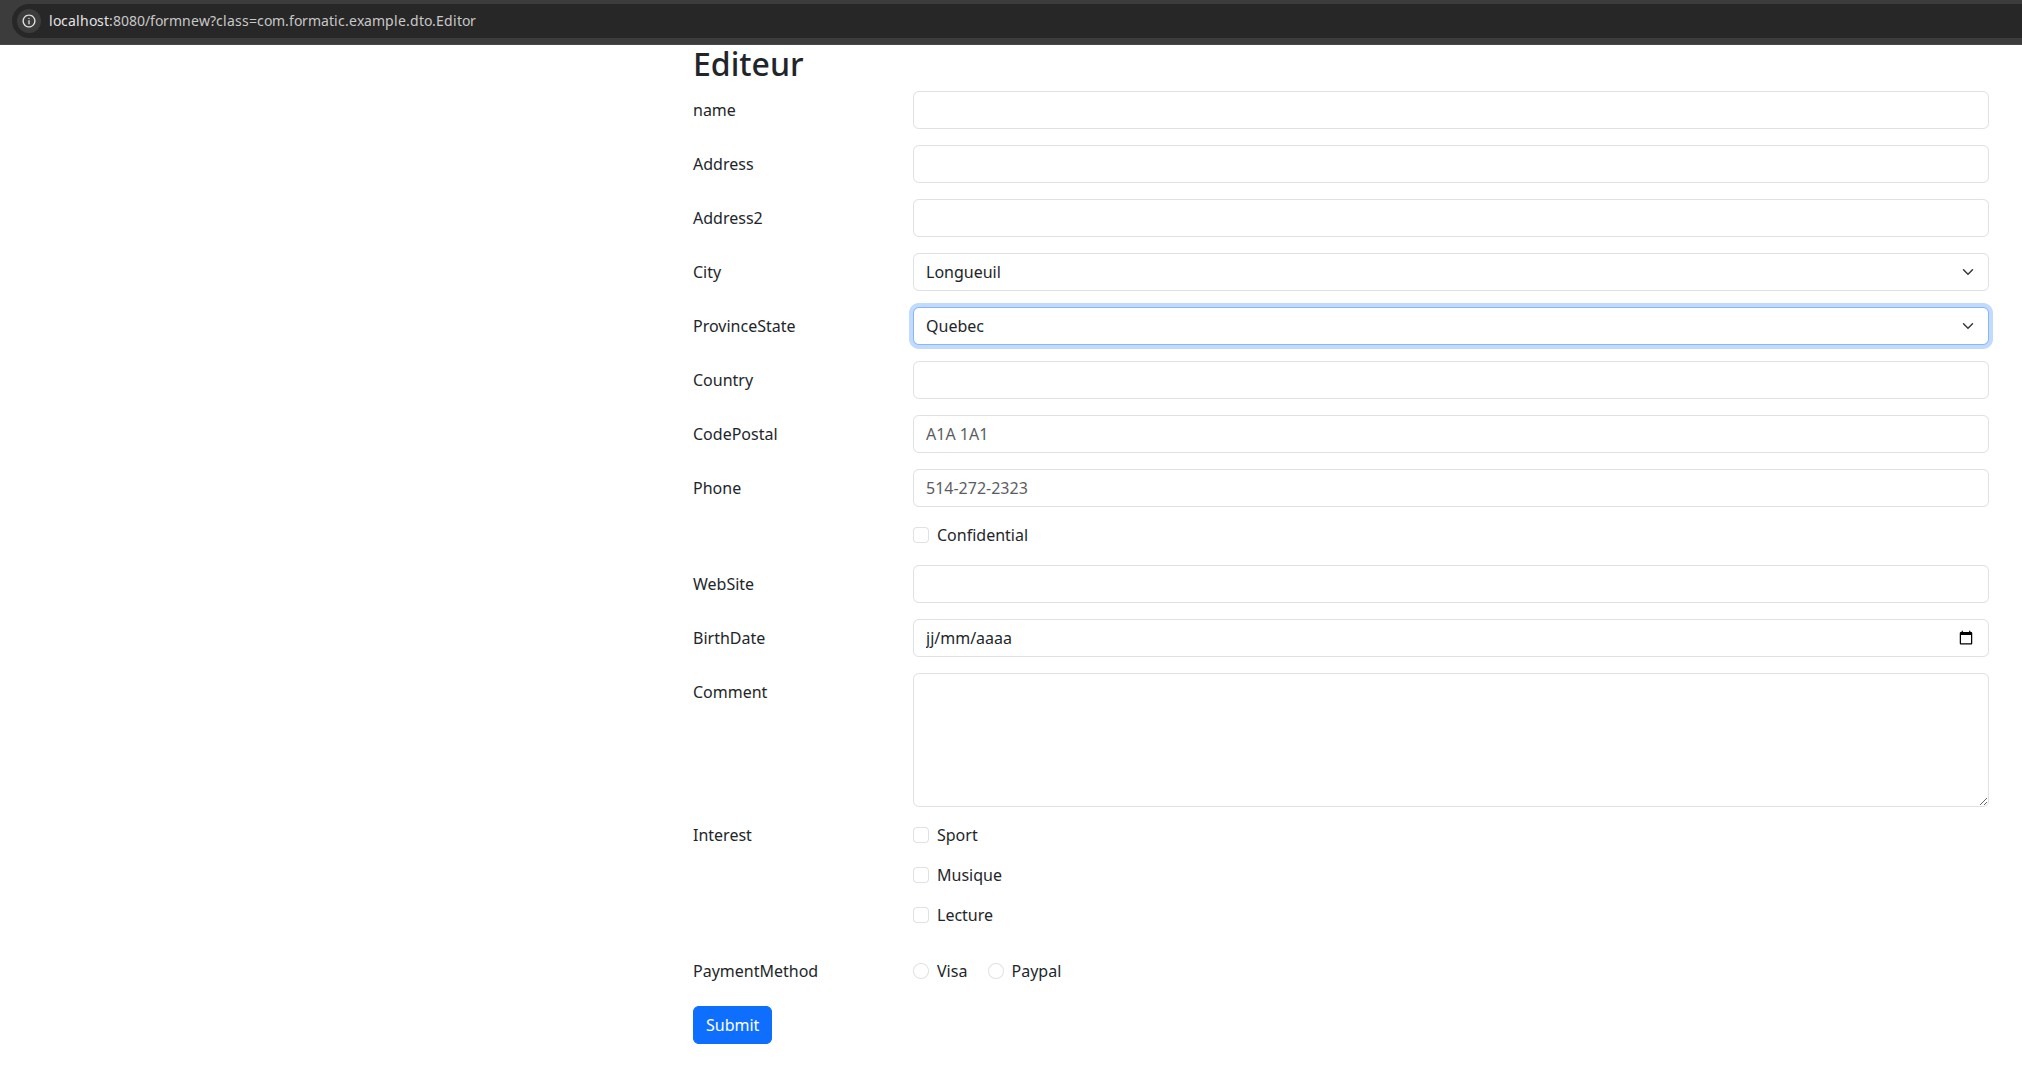 localhost:8080/formnew?class=com.formatic.example.dto.Editor
Editeur
name
Address
Address2
City Longueuil
ProvinceState Quebec
Country
CodePostal A1A 1A1
Phone 514-272-2323
Confidential
WebSite
BirthDate jj/mm/aaaa
Comment
Interest Sport
Musique
Lecture
PaymentMethod Visa Paypal
Submit